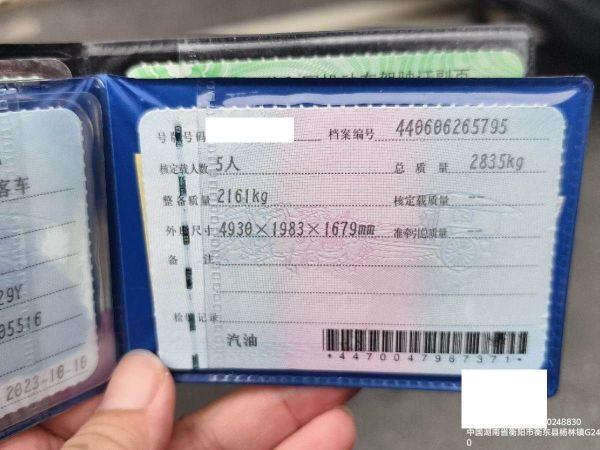 客车
29Y
05516
2023-10-10
号牌号码
档案编号 440606265795
核定载人数 5人
总质量 2835kg
整备质量 2161kg
核定载质量 --
外廓尺寸 4930×1983×1679mm
准牵引总质量 --
备注
检验记录
汽油
*4470047967371*
0248830
中国湖南省衡阳市衡东县杨林镇G24
0